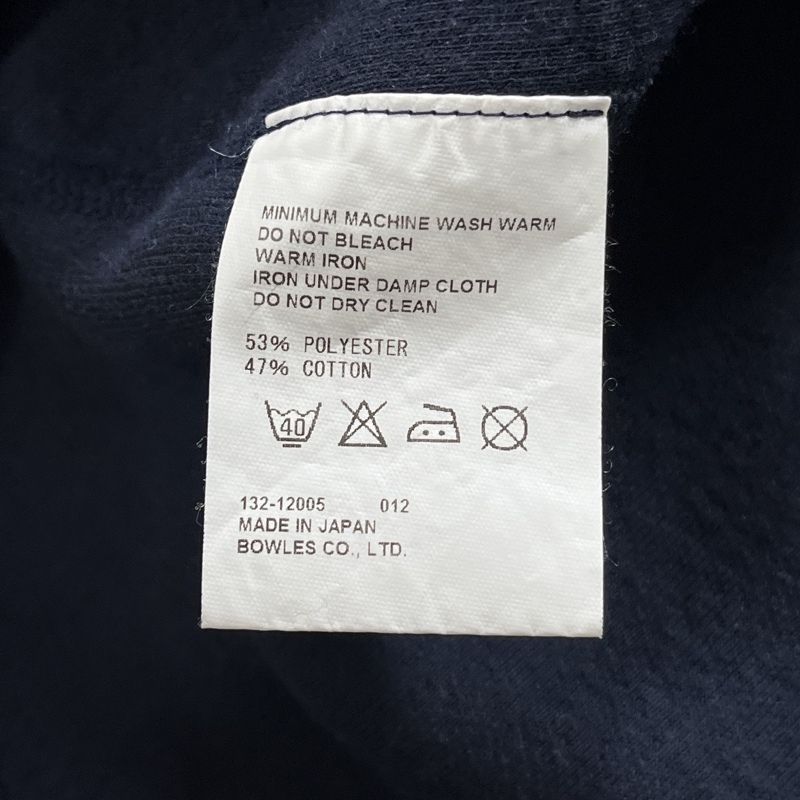 MINIMUM MACHINE WASH WARM
DO NOT BLEACH
WARM IRON
IRON UNDER DAMP CLOTH
DO NOT DRY CLEAN
53% POLYESTER
47% COTTON
40
132-12005 012
MADE IN JAPAN
BOWLES CO., LTD.